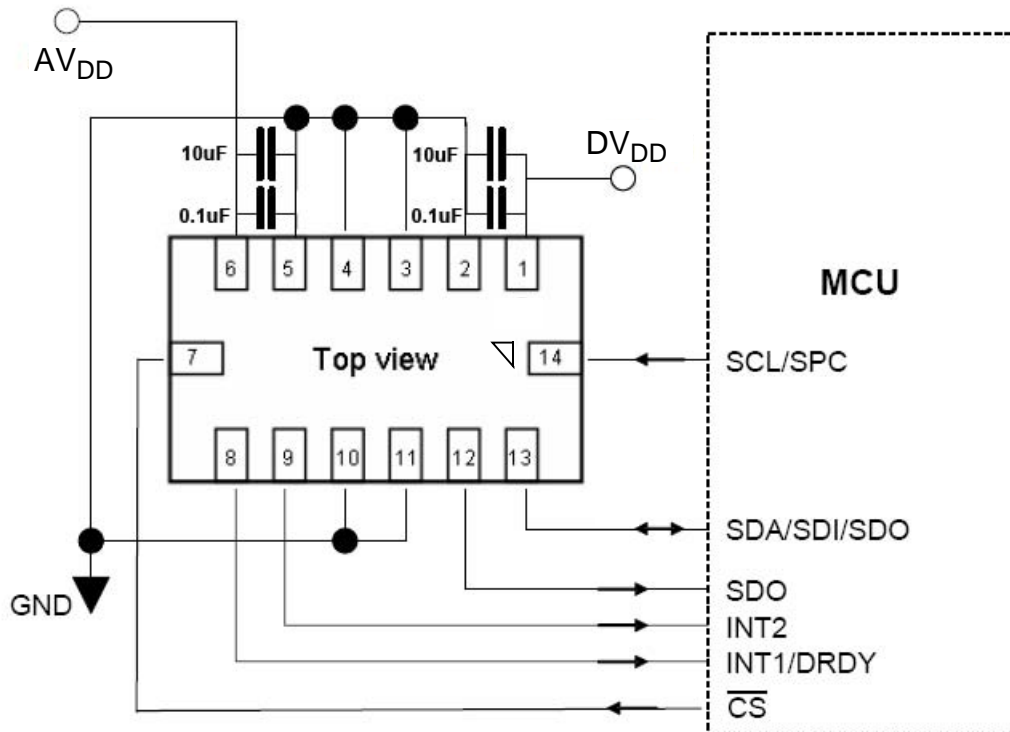 AVDD
10uF
10uF
DVDD
0.1uF
0.1uF
6 5 4 3 2 1
MCU
7
Top view
14
SCL/SPC
8 9 10 11 12 13
SDA/SDI/SDO
SDO
GND
INT2
INT1/DRDY
CS